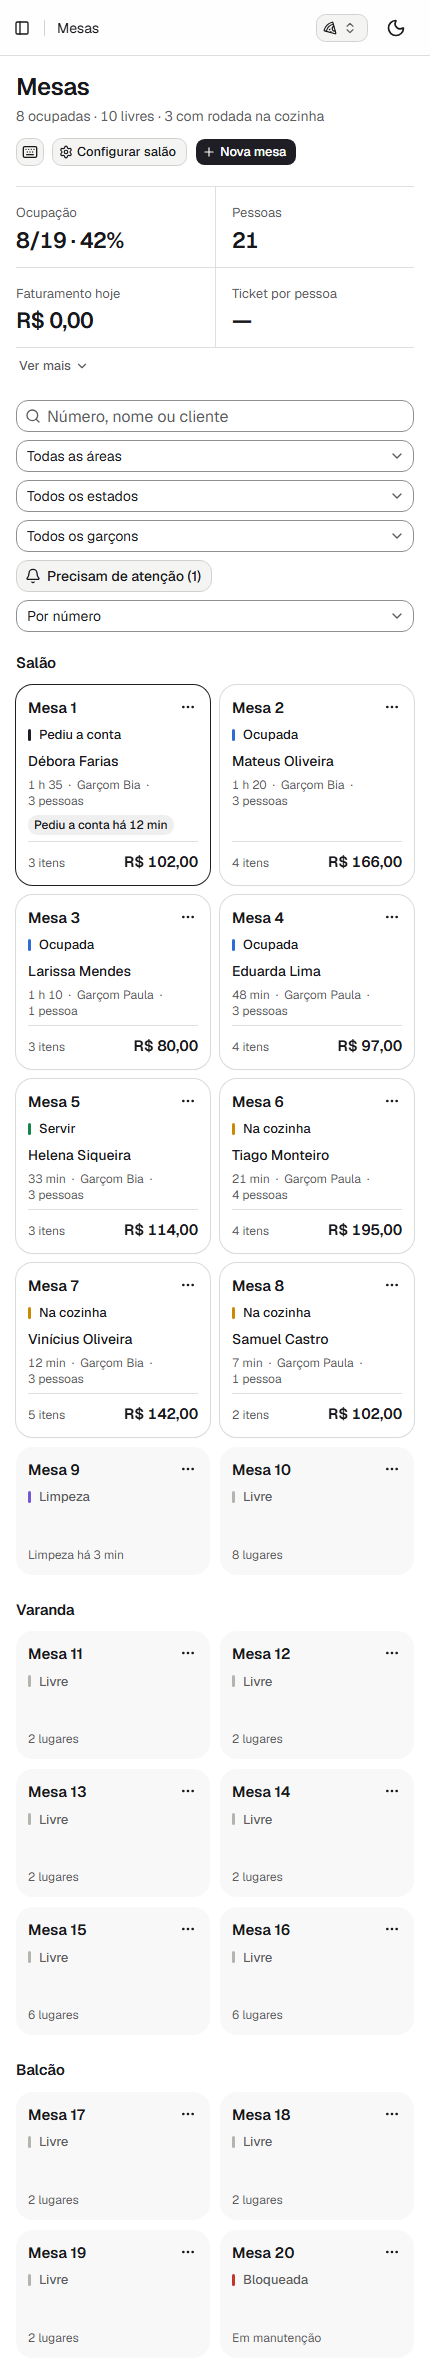 Mesas
Mesas
8 ocupadas · 10 livres · 3 com rodada na cozinha
Configurar salão
+ Nova mesa
Ocupação
8/19 · 42%
Pessoas
21
Faturamento hoje
R$ 0,00
Ticket por pessoa
—
Ver mais
Número, nome ou cliente
Todas as áreas
Todos os estados
Todos os garçons
Precisam de atenção (1)
Por número
Salão
Mesa 1
Pediu a conta
Débora Farias
1 h 35 · Garçom Bia ·
3 pessoas
Pediu a conta há 12 min
3 itens
R$ 102,00
Mesa 2
Ocupada
Mateus Oliveira
1 h 20 · Garçom Bia ·
3 pessoas
4 itens
R$ 166,00
Mesa 3
Ocupada
Larissa Mendes
1 h 10 · Garçom Paula ·
1 pessoa
3 itens
R$ 80,00
Mesa 4
Ocupada
Eduarda Lima
48 min · Garçom Paula ·
3 pessoas
4 itens
R$ 97,00
Mesa 5
Servir
Helena Siqueira
33 min · Garçom Bia ·
3 pessoas
3 itens
R$ 114,00
Mesa 6
Na cozinha
Tiago Monteiro
21 min · Garçom Paula ·
4 pessoas
4 itens
R$ 195,00
Mesa 7
Na cozinha
Vinícius Oliveira
12 min · Garçom Bia ·
3 pessoas
5 itens
R$ 142,00
Mesa 8
Na cozinha
Samuel Castro
7 min · Garçom Paula ·
1 pessoa
2 itens
R$ 102,00
Mesa 9
Limpeza
Limpeza há 3 min
Mesa 10
Livre
8 lugares
Varanda
Mesa 11
Livre
2 lugares
Mesa 12
Livre
2 lugares
Mesa 13
Livre
2 lugares
Mesa 14
Livre
2 lugares
Mesa 15
Livre
6 lugares
Mesa 16
Livre
6 lugares
Balcão
Mesa 17
Livre
2 lugares
Mesa 18
Livre
2 lugares
Mesa 19
Livre
2 lugares
Mesa 20
Bloqueada
Em manutenção